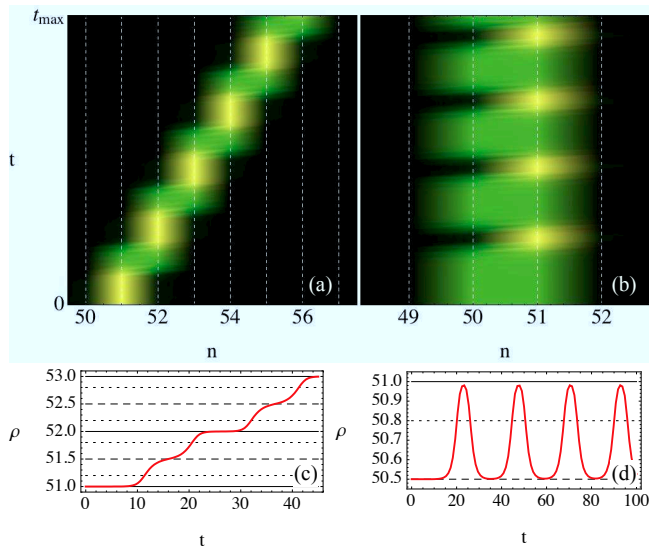 t_max
t
0
50 52 54 56
n
(a)
49 50 51 52
n
(b)
53.0
52.5
52.0
51.5
51.0
ρ
0 10 20 30 40
t
(c)
51.0
50.9
50.8
50.7
50.6
50.5
ρ
0 20 40 60 80 100
t
(d)